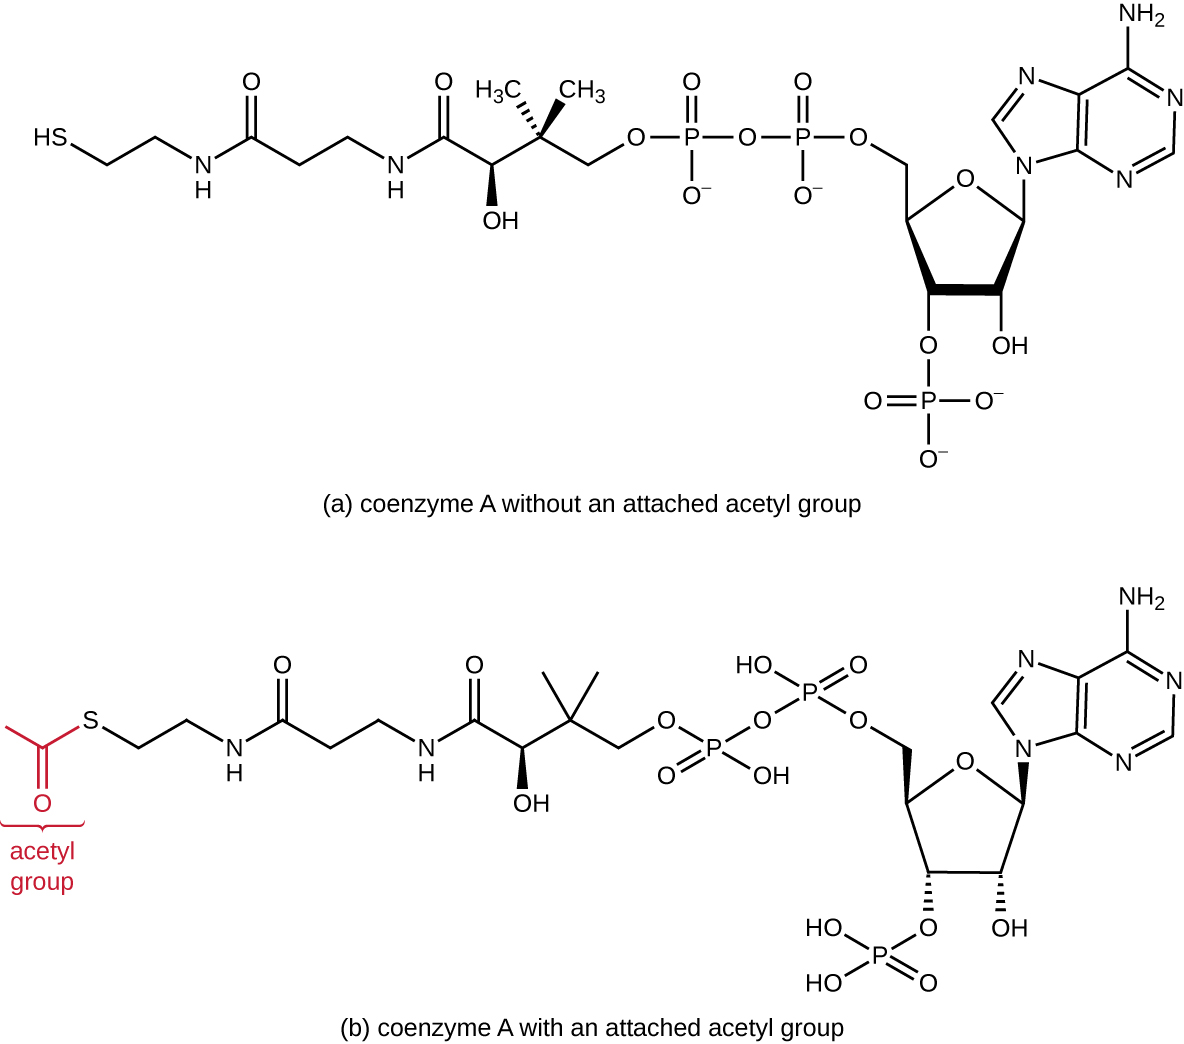 NH₂
O O H₃C CH₃ O O N N
HS O P O P O
N N O⁻ O⁻ O N N
H H OH
O OH
O P O⁻
O⁻
(a) coenzyme A without an attached acetyl group
NH₂
O O HO O N N
S O P O P O
N N O OH O N N
H H OH
O
acetyl
group
O OH
HO P
HO O
(b) coenzyme A with an attached acetyl group